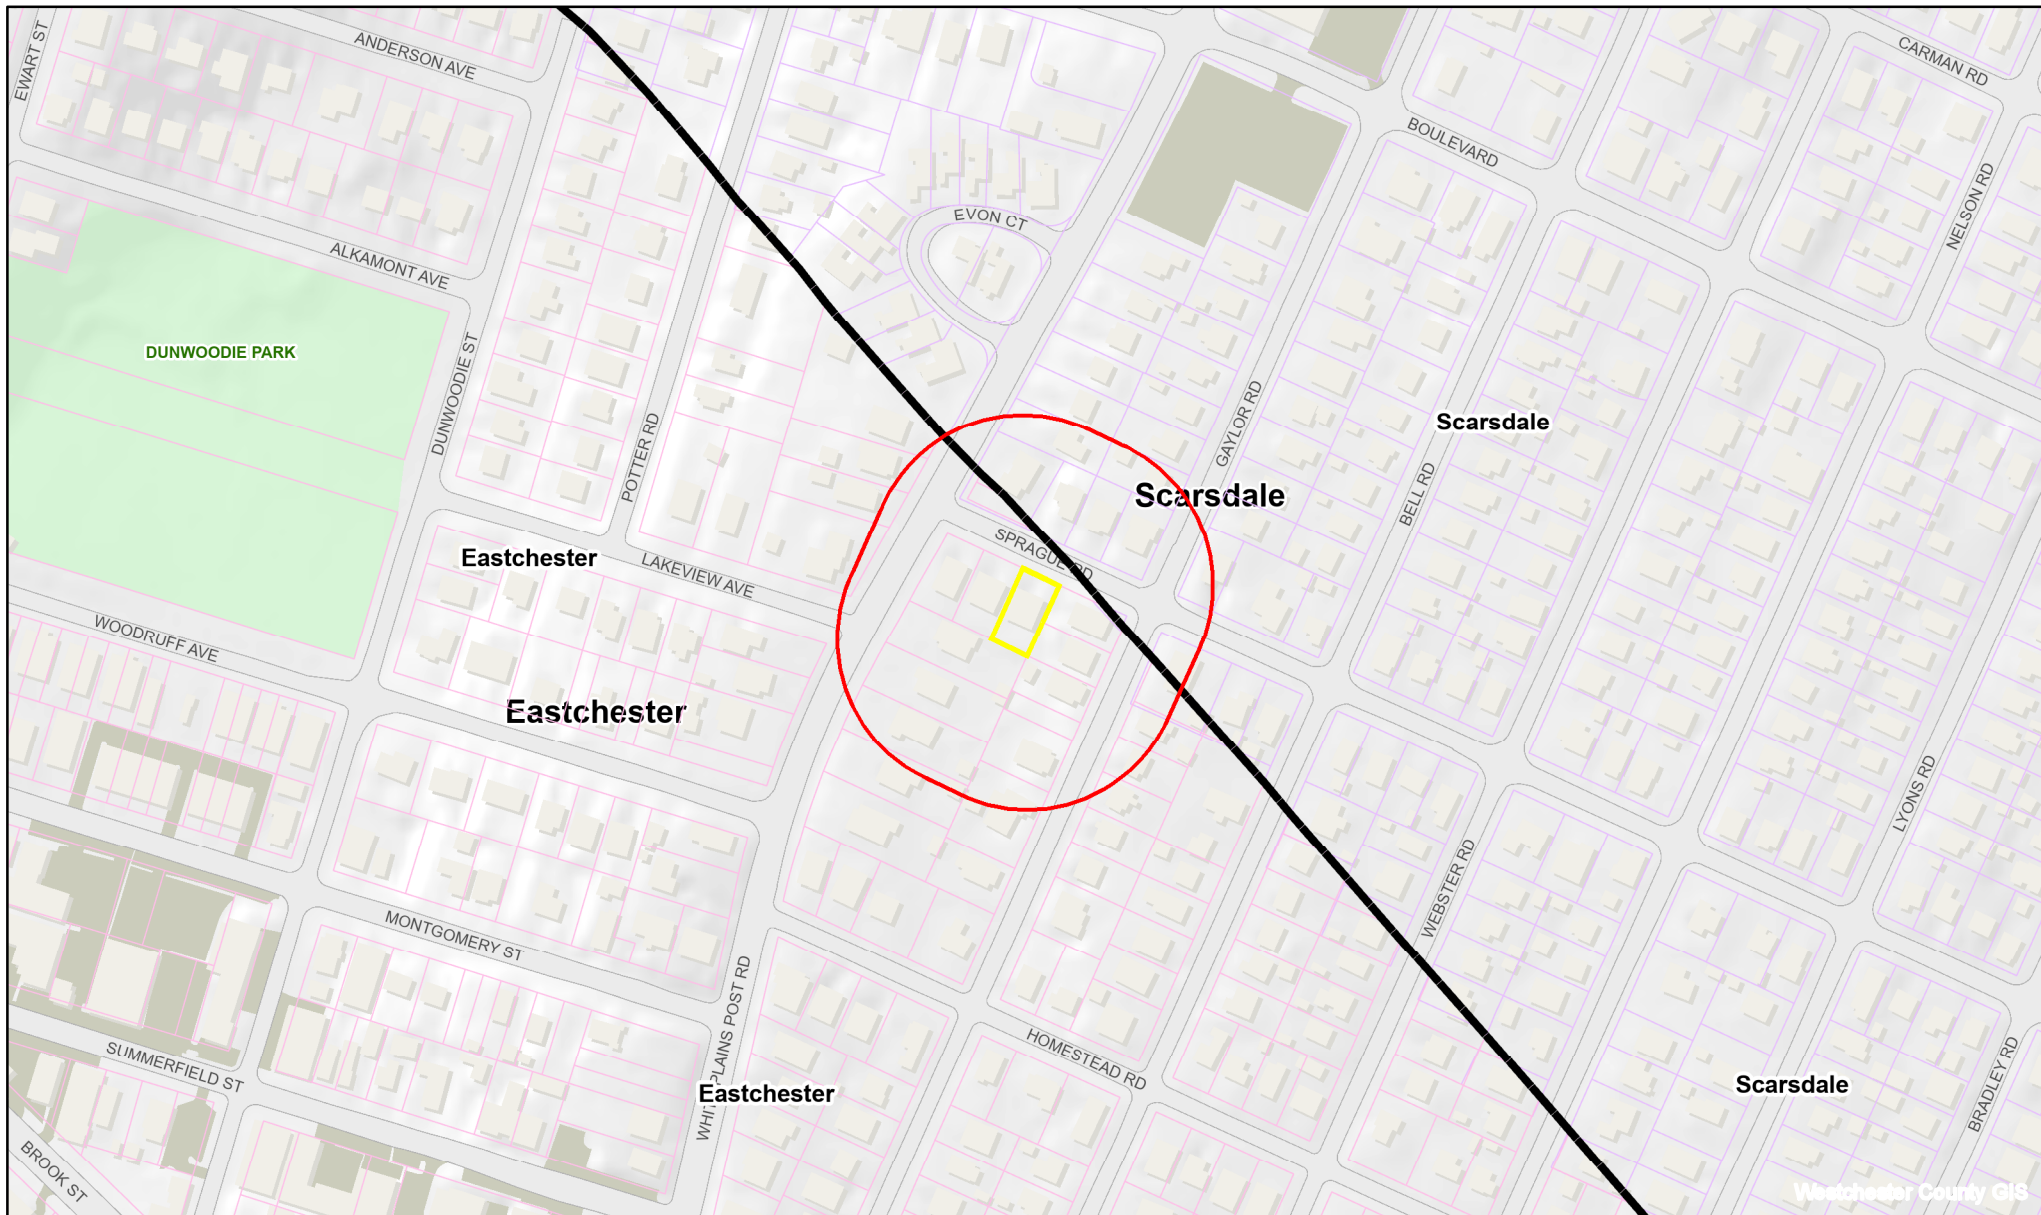 EWART ST
ANDERSON AVE
CARMAN RD
BOULEVARD
NELSON RD
EVON CT
ALKAMONT AVE
DUNWOODIE PARK
DUNWOODIE ST
GAYLOR RD
Scarsdale
POTTER RD
BELL RD
Scarsdale
SPRAGUE RD
Eastchester
LAKEVIEW AVE
WOODRUFF AVE
Eastchester
LYONS RD
WEBSTER RD
MONTGOMERY ST
WHITE PLAINS POST RD
HOMESTEAD RD
SUMMERFIELD ST
Eastchester
Scarsdale
BRADLEY RD
BROOK ST
Westchester County GIS